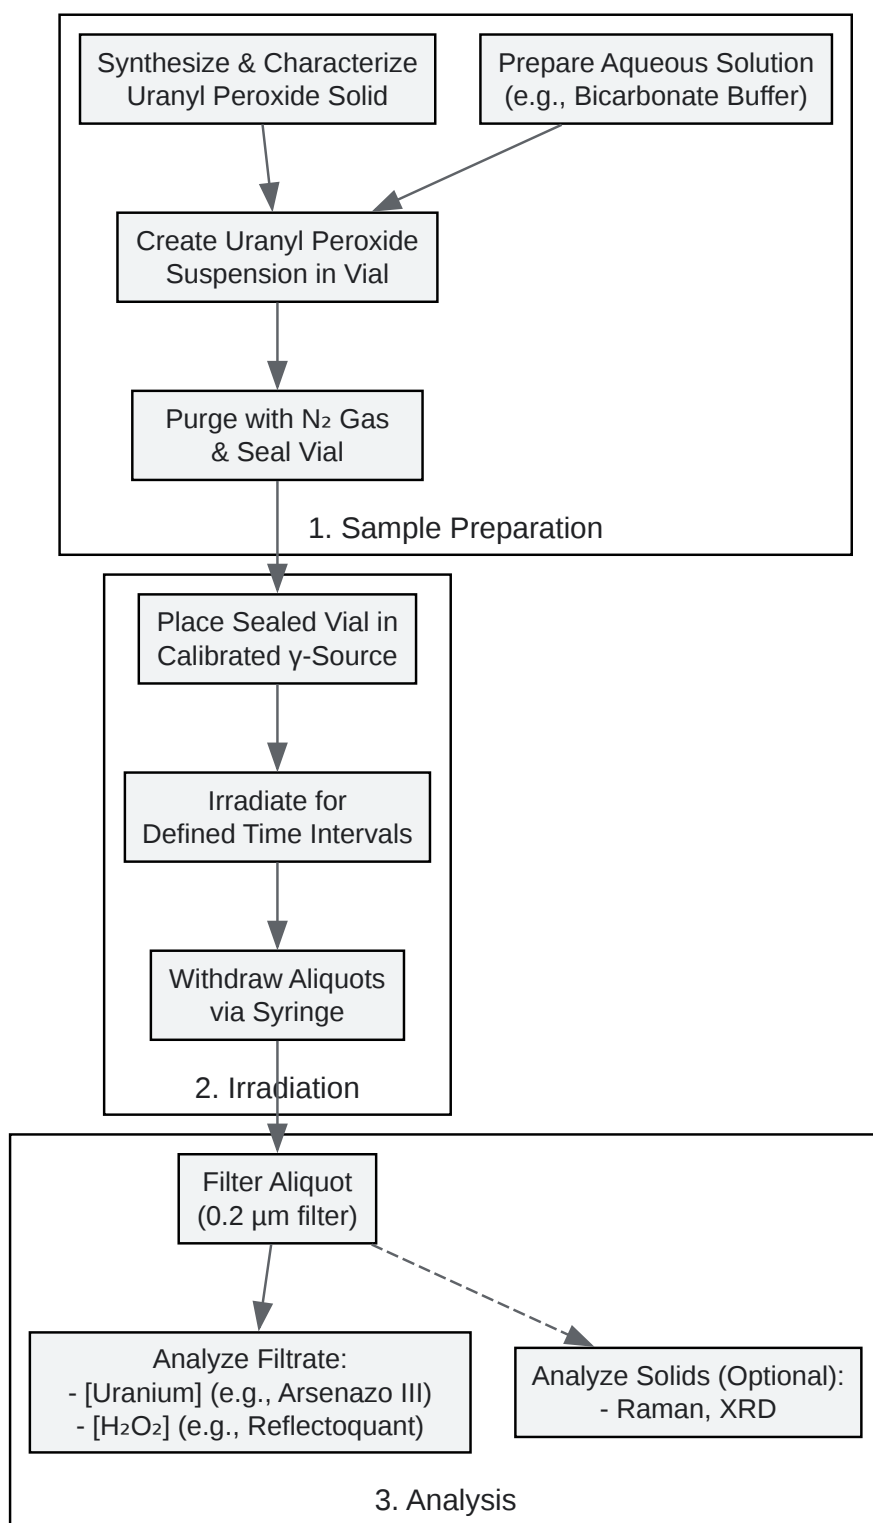 Synthesize & Characterize
Uranyl Peroxide Solid
Prepare Aqueous Solution
(e.g., Bicarbonate Buffer)
Create Uranyl Peroxide
Suspension in Vial
Purge with N₂ Gas
& Seal Vial
1. Sample Preparation
Place Sealed Vial in
Calibrated γ-Source
Irradiate for
Defined Time Intervals
Withdraw Aliquots
via Syringe
2. Irradiation
Filter Aliquot
(0.2 µm filter)
Analyze Filtrate:
- [Uranium] (e.g., Arsenazo III)
- [H₂O₂] (e.g., Reflectoquant)
Analyze Solids (Optional):
- Raman, XRD
3. Analysis